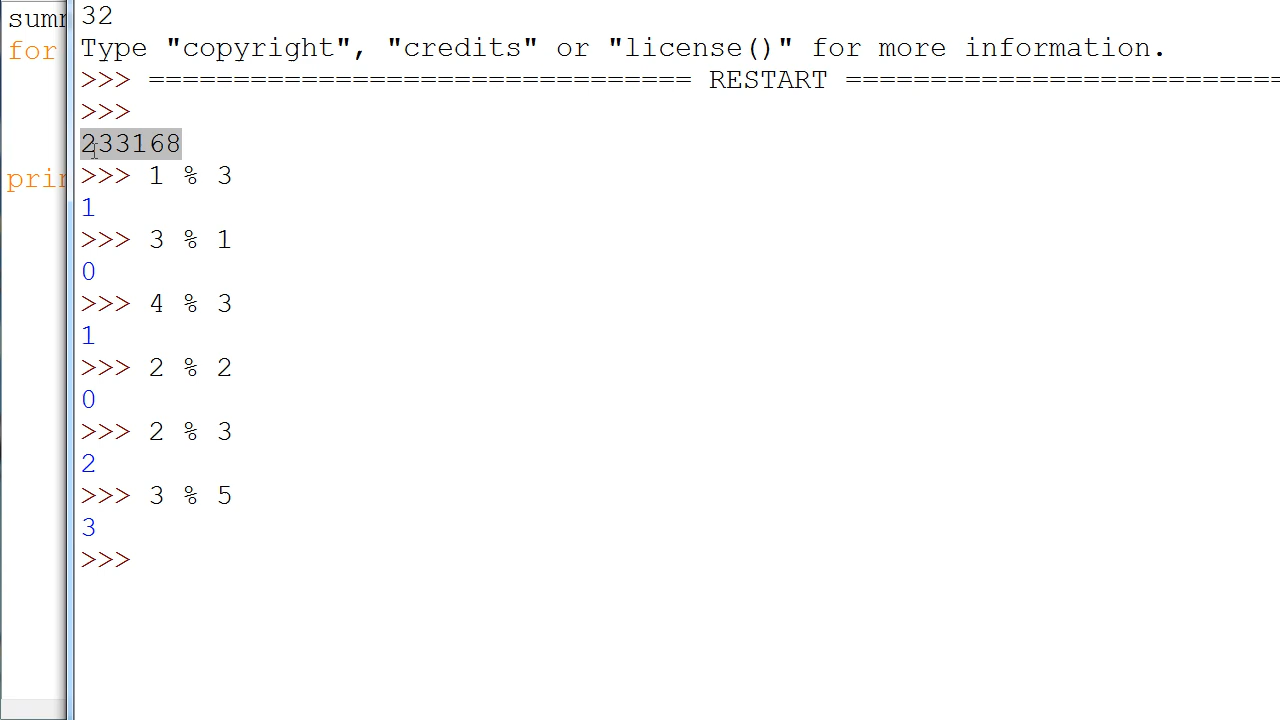 32
Type "copyright", "credits" or "license()" for more information.
>>> ================================ RESTART ==========================
>>>
233168
>>> 1 % 3
1
>>> 3 % 1
0
>>> 4 % 3
1
>>> 2 % 2
0
>>> 2 % 3
2
>>> 3 % 5
3
>>>
for